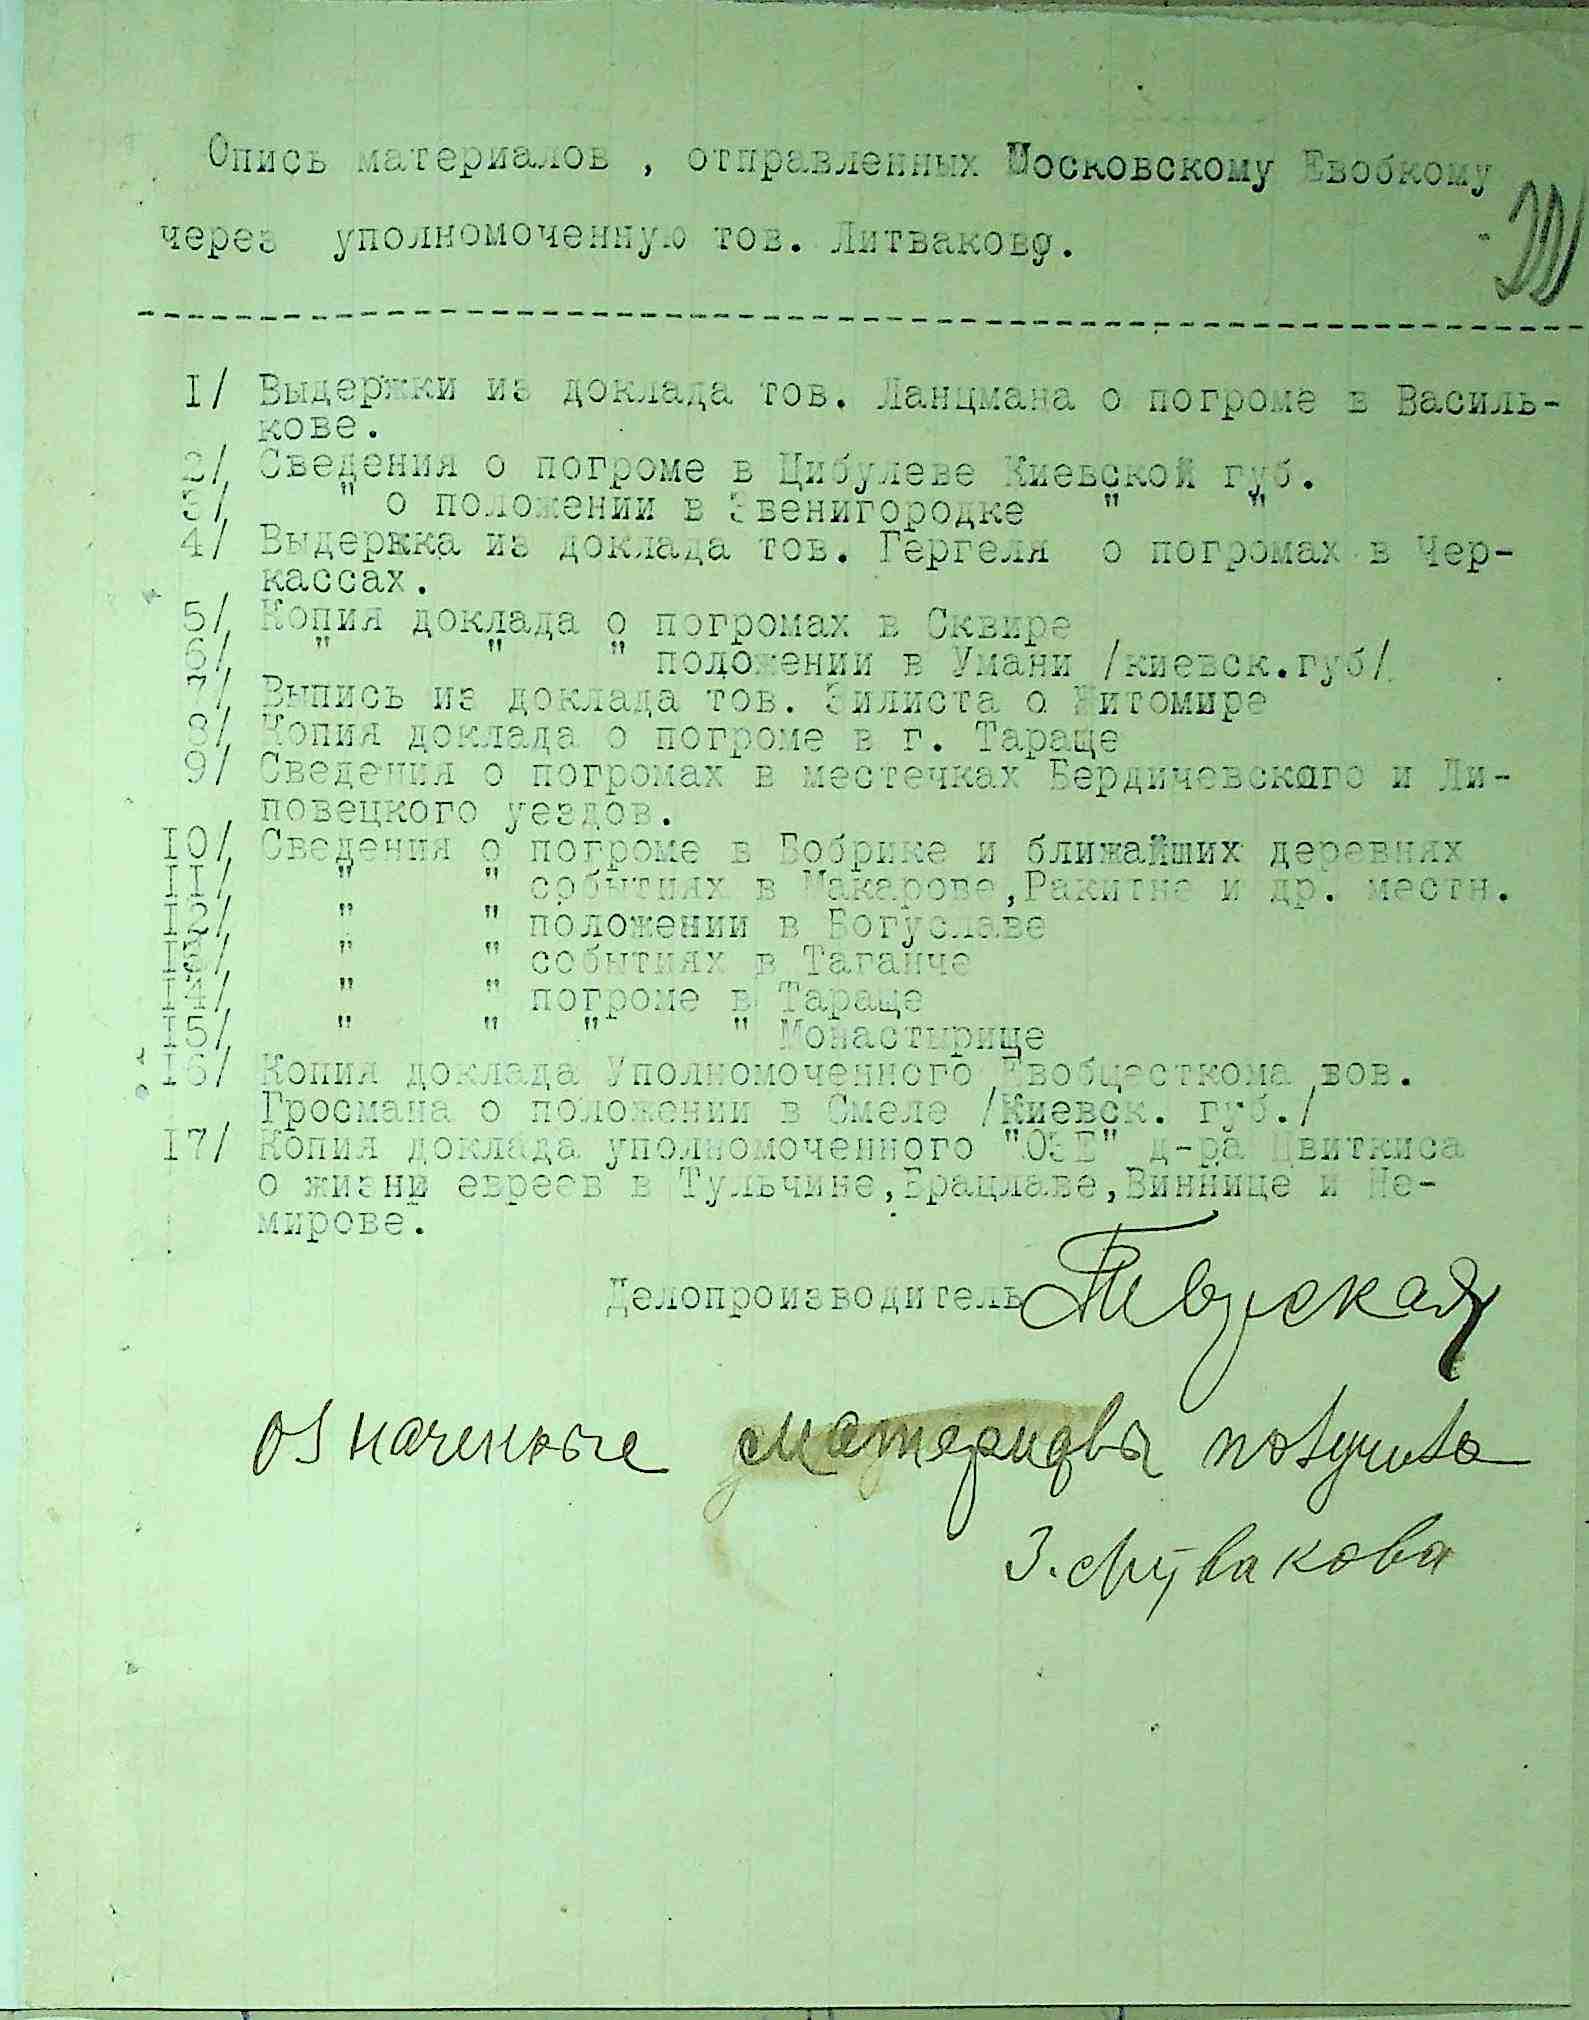 Опись материалов , отправленных Московскому Евобкому
через уполномоченную тов. Литвакову.
1/ Выдержки из доклада тов. Ланцмана о погроме в Василь-
кове.
2/ Сведения о погроме в Цибулеве Киевской губ.
3/ " о положении в Звенигородке " "
4/ Выдержка из доклада тов. Гергеля о погромах в Чер-
кассах.
5/ Копия доклада о погромах в Сквире
6/ " " " положении в Умани /киевск.губ/
7/ Выпись из доклада тов. Зилиста о Житомире
8/ Копия доклада о погроме в г. Тараще
9/ Сведения о погромах в местечках Бердичевского и Ли-
повецкого уездов.
10/ Сведения о погроме в Бобрике и ближайших деревнях
11/ " " событиях в Макарове,Ракитне и др. местн.
12/ " " положении в Богуславе
13/ " " событиях в Таганче
14/ " " погроме в Тараще
15/ " " " " Монастырище
16/ Копия доклада Уполномоченного Евобщесткома тов.
Гросмана о положении в Смеле /Киевск. губ./
17/ Копия доклада уполномоченного "ОЗЕ" д-ра Цвиткиса
о жизни евреев в Тульчине,Брацлаве,Виннице и Не-
мирове.
Делопроизводитель
означенные материалы получила
З. Литвакова